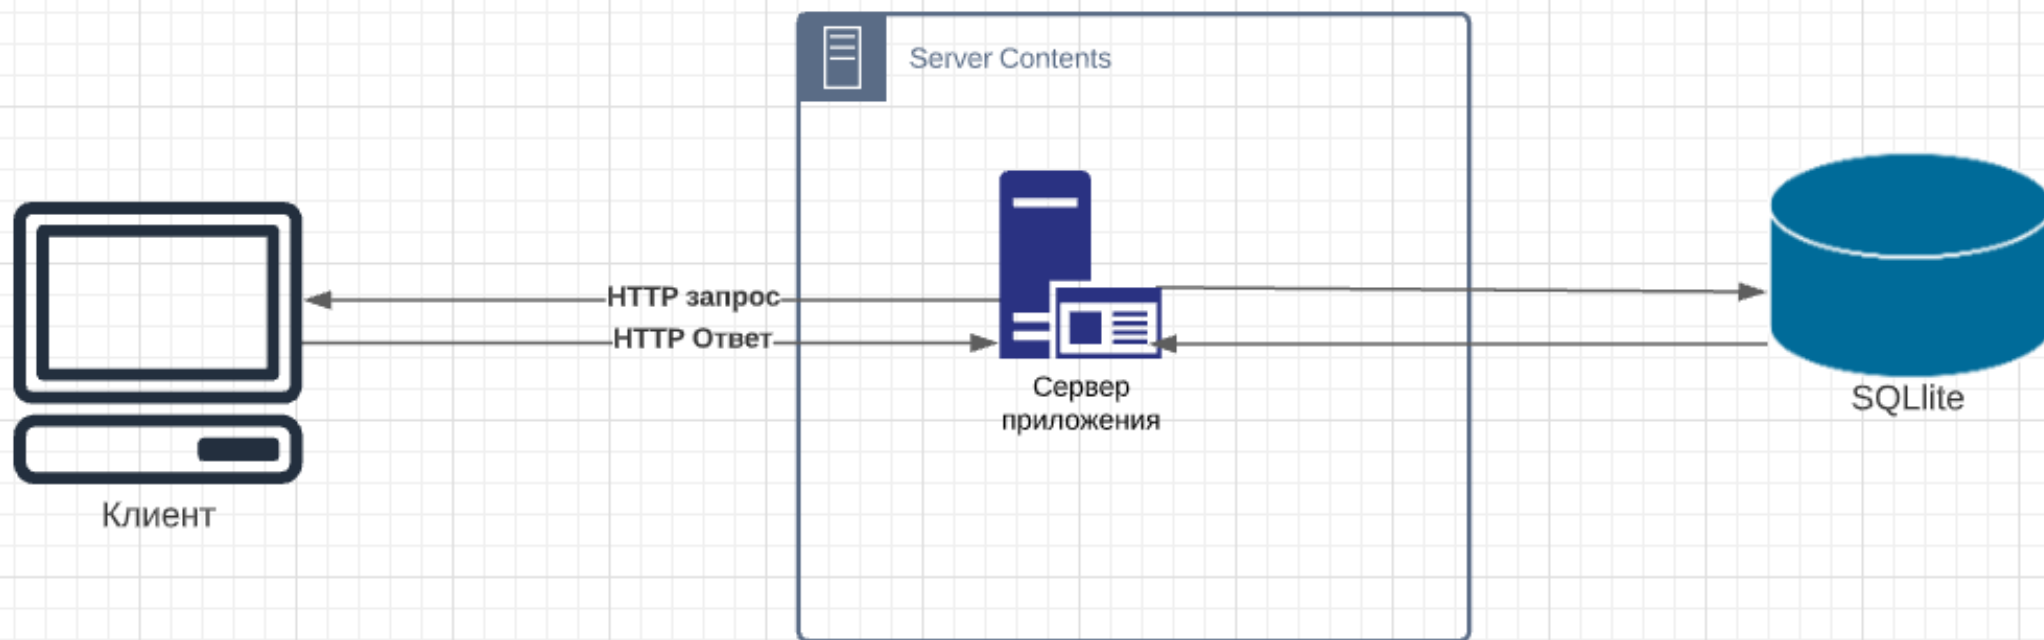 Server Contents
HTTP запрос
HTTP Ответ
Сервер
приложения
SQLlite
Клиент